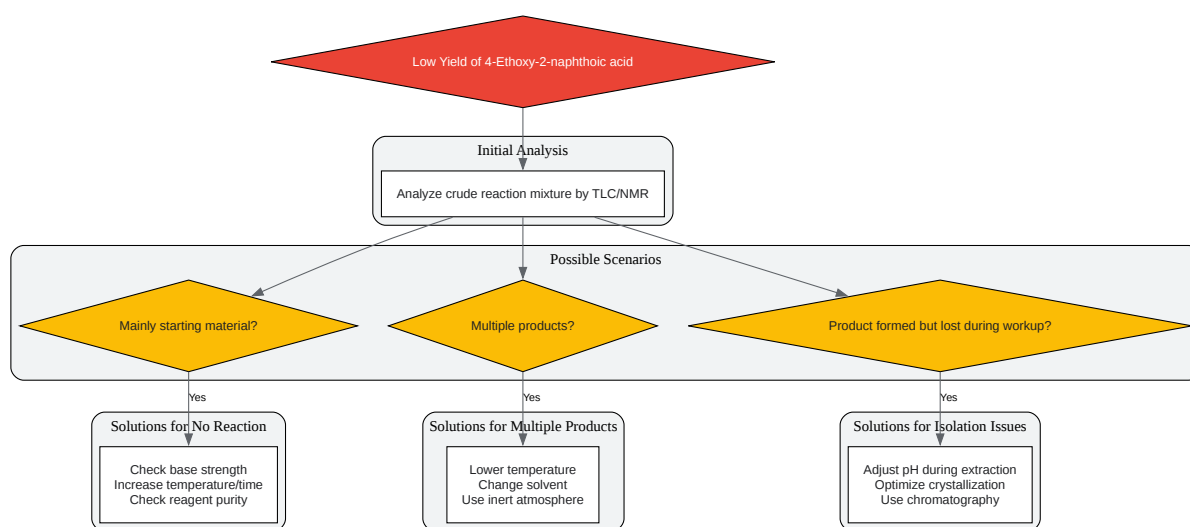 Low Yield of 4-Ethoxy-2-naphthoic acid
Initial Analysis
Analyze crude reaction mixture by TLC/NMR
Possible Scenarios
Mainly starting material?
Multiple products?
Product formed but lost during workup?
Yes
Yes
Yes
Solutions for No Reaction
Check base strength
Increase temperature/time
Check reagent purity
Solutions for Multiple Products
Lower temperature
Change solvent
Use inert atmosphere
Solutions for Isolation Issues
Adjust pH during extraction
Optimize crystallization
Use chromatography